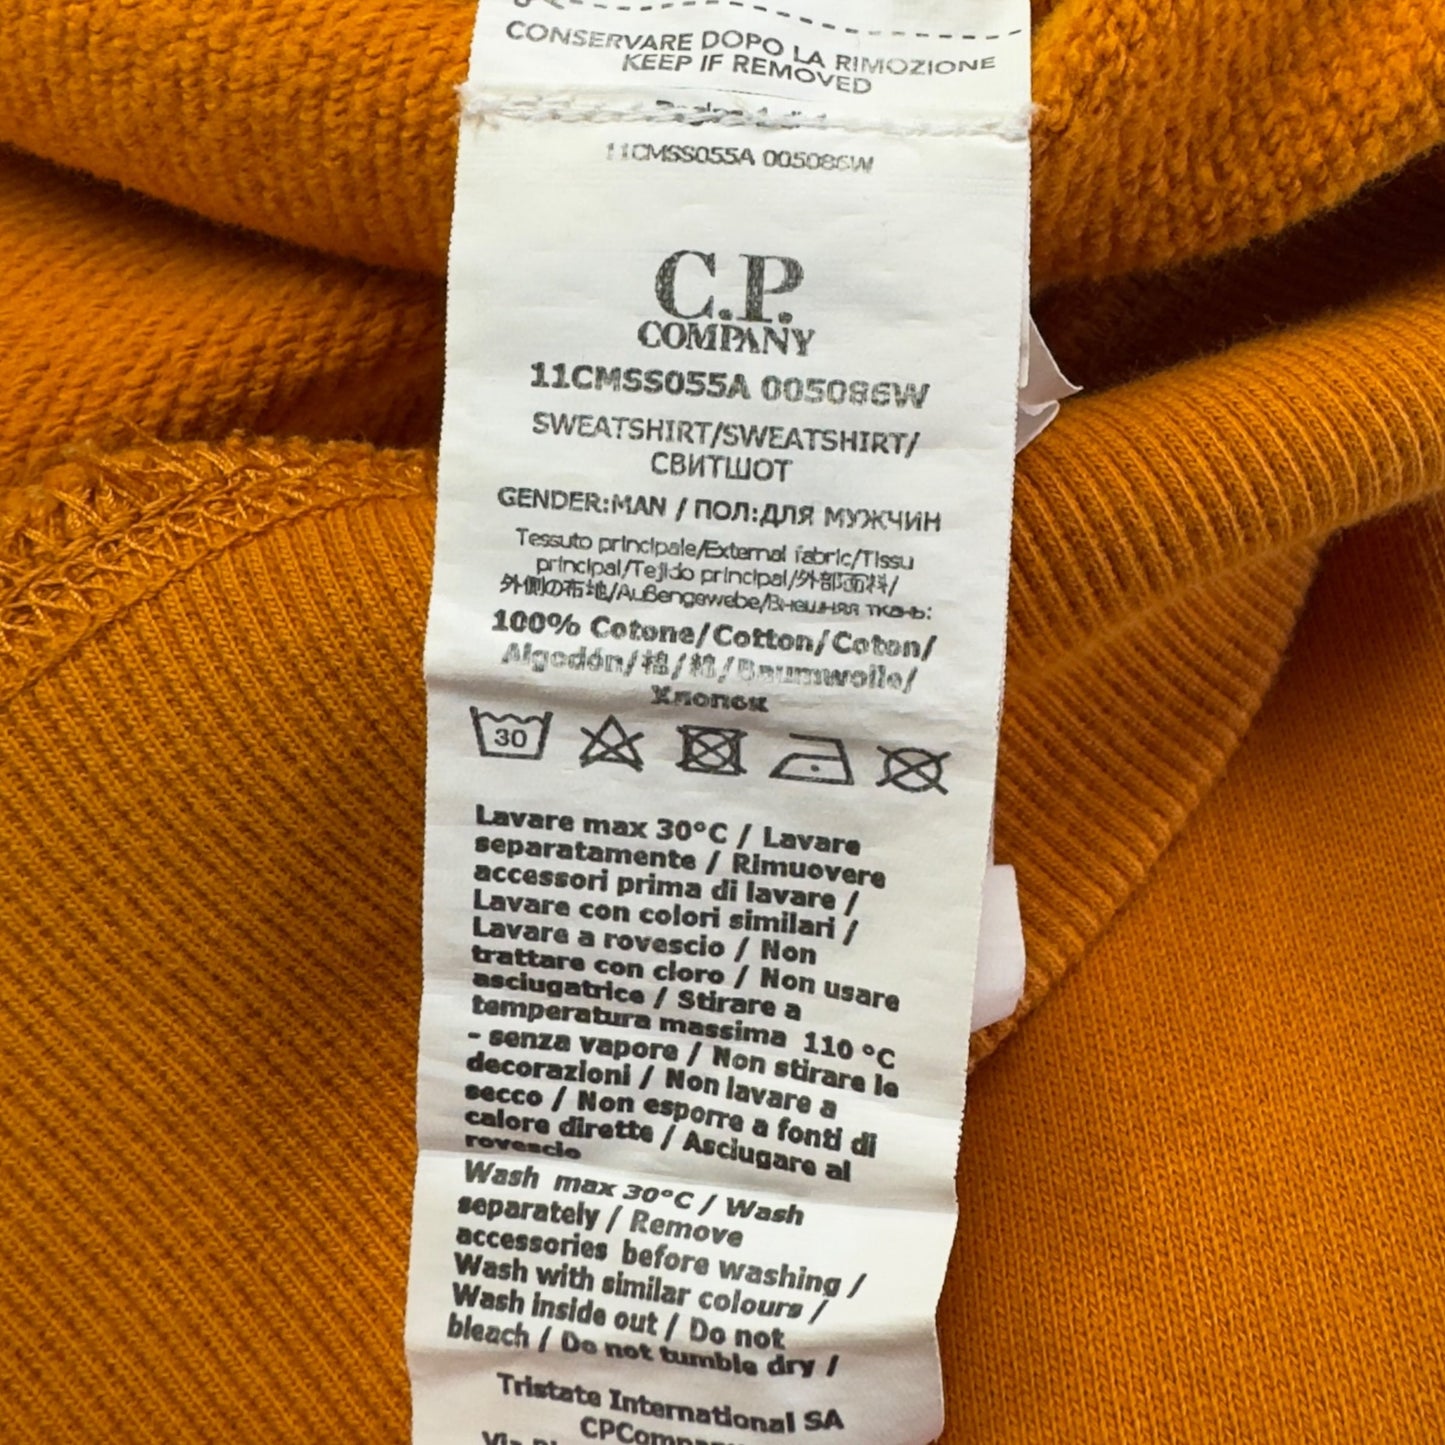 CONSERVARE DOPO LA RIMOZIONE
KEEP IF REMOVED
11CMSS055A 005086W
C.P.
COMPANY
11CMSS055A 005086W
SWEATSHIRT/SWEATSHIRT/
СВИТШОТ
GENDER:MAN / ПОЛ:ДЛЯ МУЖЧИН
Tessuto principale/External fabric/Tissu
principal/Tejido principal/外部面料/
外側の布地/Außengewebe/Внешняя ткань:
100% Cotone/Cotton/Coton/
Algodón/棉/綿/Baumwolle/
Хлопок
30
Lavare max 30°C / Lavare
separatamente / Rimuovere
accessori prima di lavare /
Lavare con colori similari /
Lavare a rovescio / Non
trattare con cloro / Non usare
asciugatrice / Stirare a
temperatura massima 110 °C
- senza vapore / Non stirare le
decorazioni / Non lavare a
secco / Non esporre a fonti di
calore dirette / Asciugare al
rovescio
Wash max 30°C / Wash
separately / Remove
accessories before washing /
Wash with similar colours /
Wash inside out / Do not
bleach / Do not tumble dry /
Tristate International SA